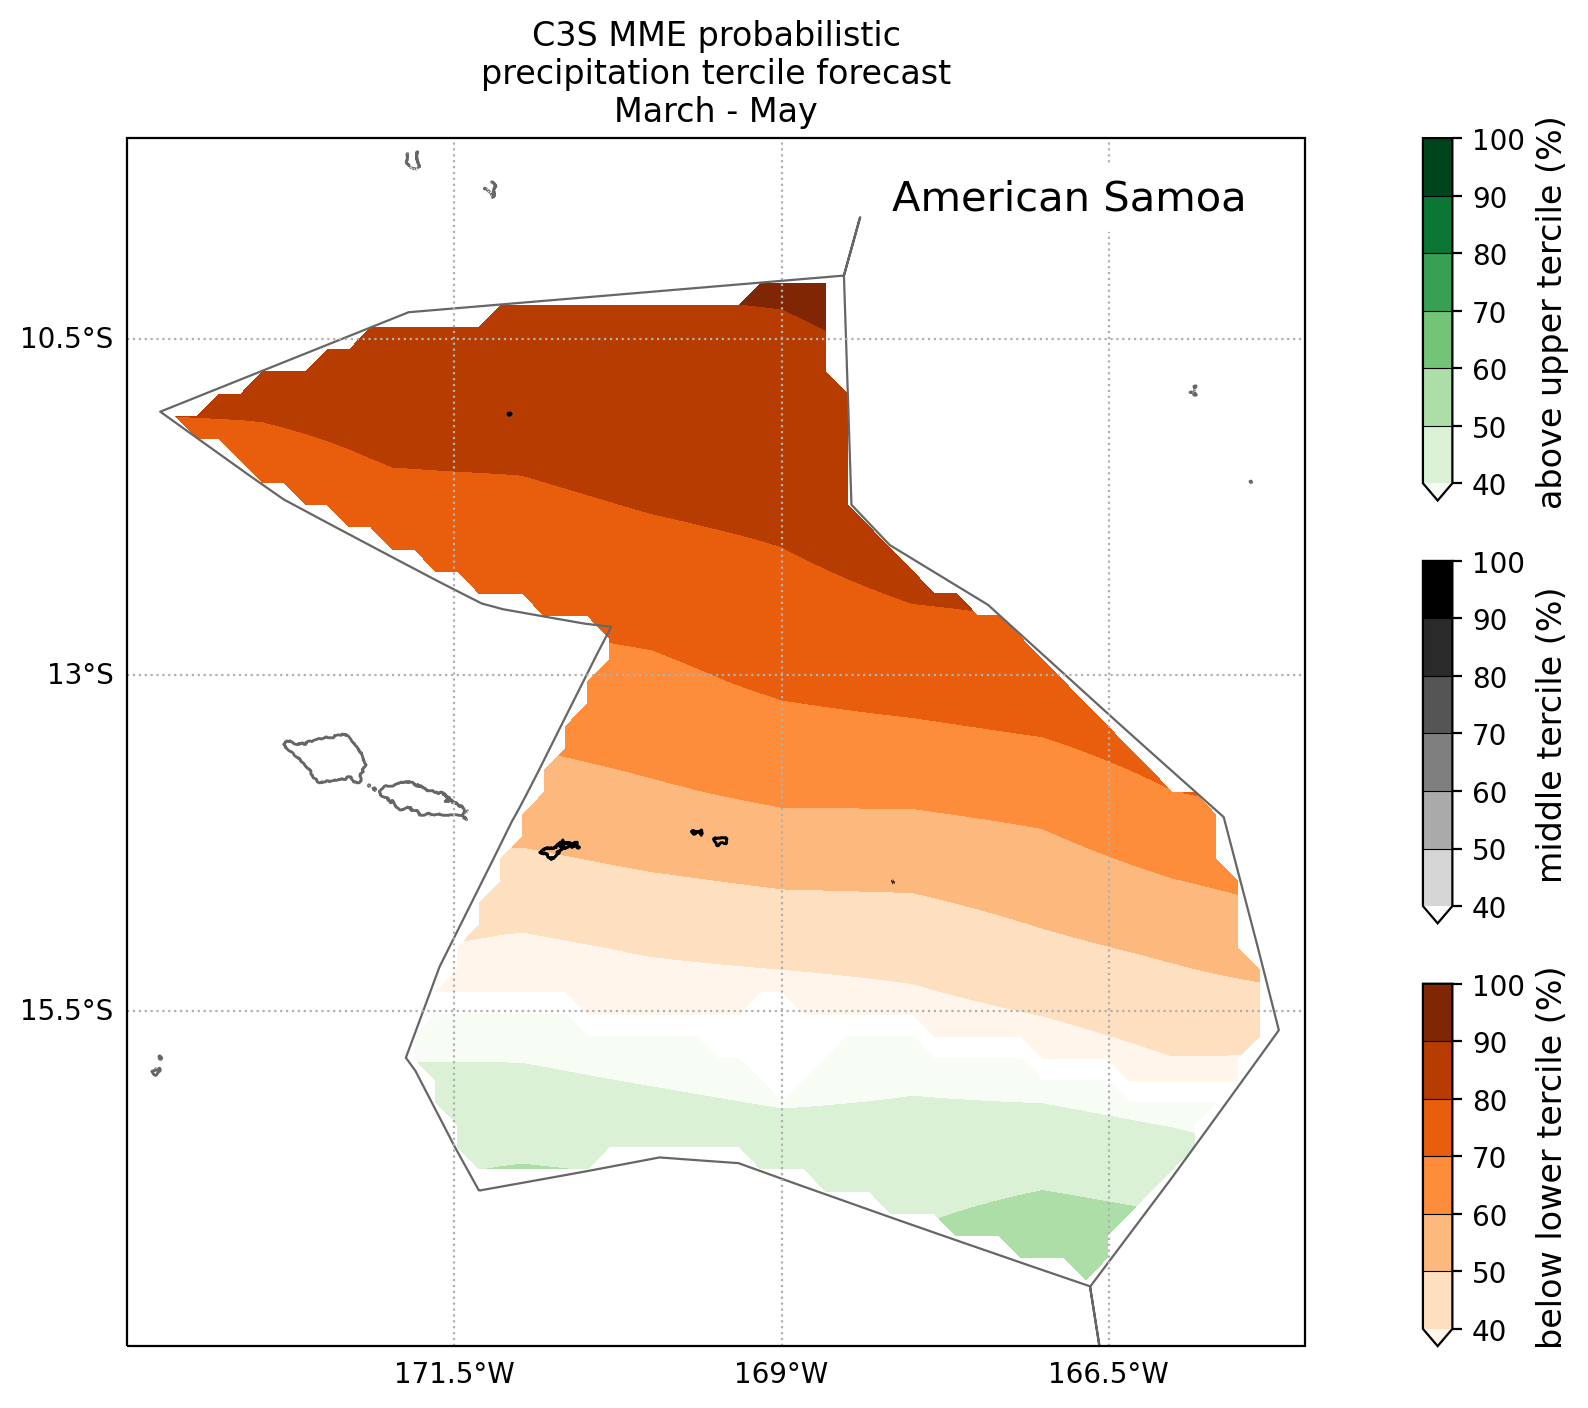 C3S MME probabilistic
precipitation tercile forecast
March - May
American Samoa
10.5°S
13°S
15.5°S
171.5°W
169°W
166.5°W
100
90
80
70
60
50
40
above upper tercile (%)
100
90
80
70
60
50
40
middle tercile (%)
100
90
80
70
60
50
40
below lower tercile (%)